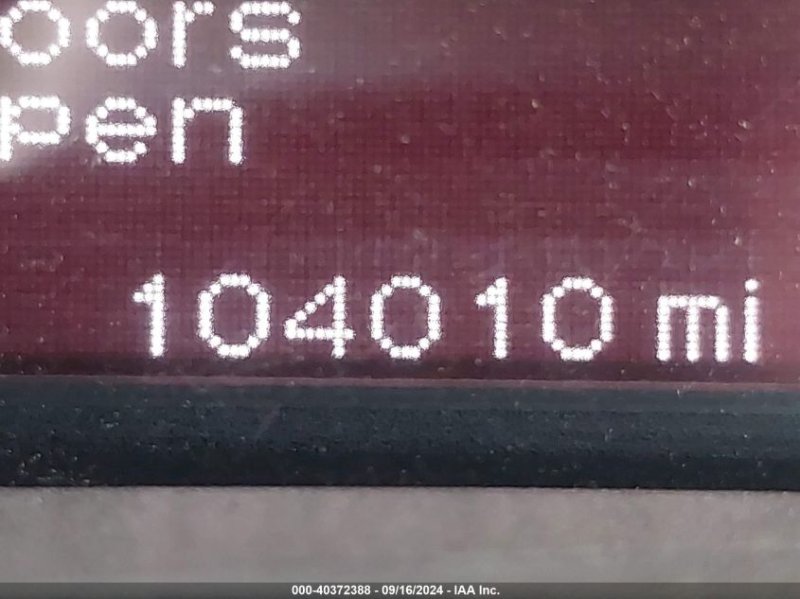 oors
pen
104010 mi
000-40372388 - 09/16/2024 - IAA Inc.